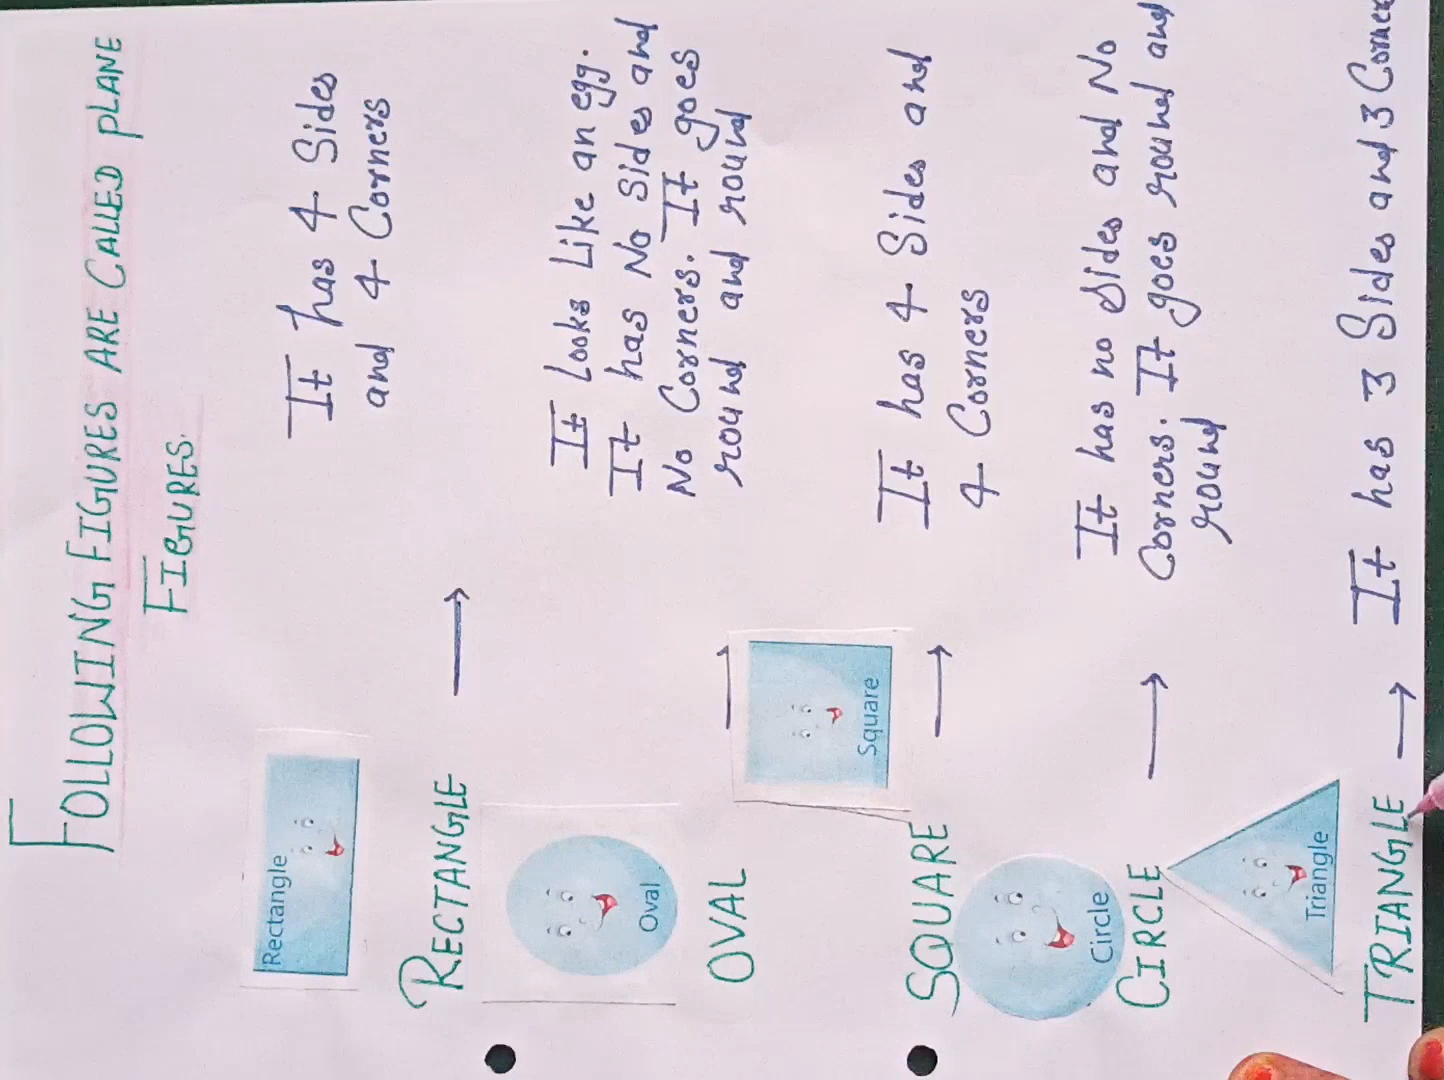 FOLLOWING FIGURES ARE CALLED PLANE
FIGURES.
Rectangle
It has 4 Sides
and 4 Corners
RECTANGLE
Oval
It Looks Like an egg.
It has No Sides and
No Corners. It goes
round and round
OVAL
Square
It has 4 Sides and
4 Corners
SQUARE
Circle
It has no Sides and No
Corners. It goes round and
round
CIRCLE
Triangle
TRIANGLE → It has 3 Sides and 3 Corner